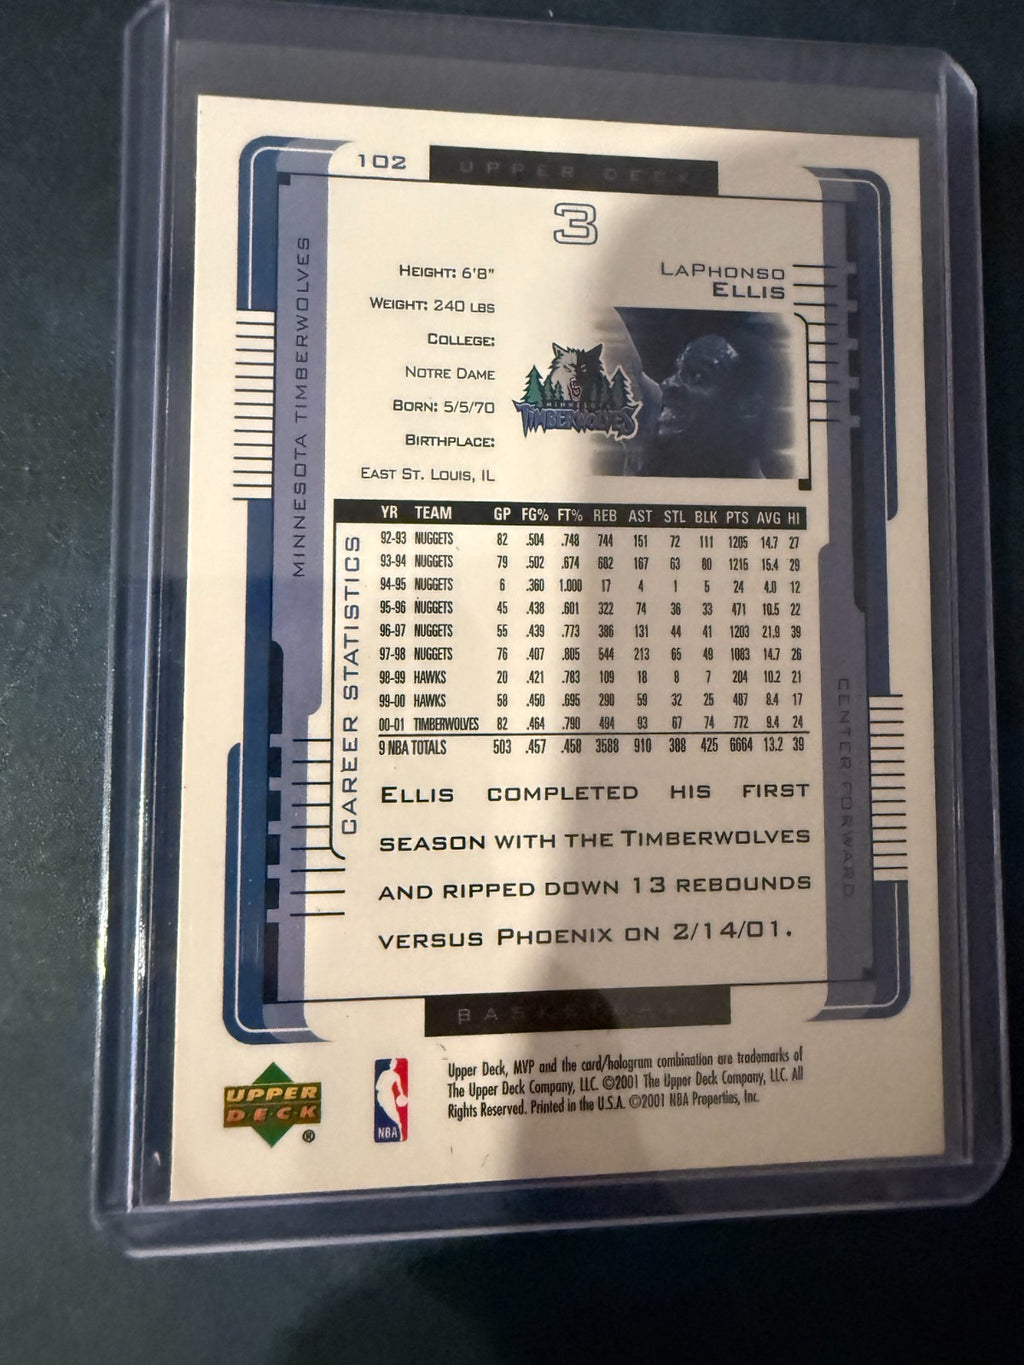 102
UPPER DECK
3
LAPHONSO
ELLIS
HEIGHT: 6'8"
WEIGHT: 240 LBS
COLLEGE:
NOTRE DAME
BORN: 5/5/70
BIRTHPLACE:
EAST ST. LOUIS, IL
MINNESOTA
TIMBERWOLVES
MINNESOTA TIMBERWOLVES
CAREER STATISTICS
CENTER FORWARD
YR TEAM GP FG% FT% REB AST STL BLK PTS AVG HI
92-93 NUGGETS 82 .504 .748 744 151 72 111 1205 14.7 27
93-94 NUGGETS 79 .502 .674 682 167 63 80 1215 15.4 29
94-95 NUGGETS 6 .360 1.000 17 4 1 5 24 4.0 12
95-96 NUGGETS 45 .438 .601 322 74 36 33 471 10.5 22
96-97 NUGGETS 55 .439 .773 386 131 44 41 1203 21.9 39
97-98 NUGGETS 76 .407 .805 544 213 65 49 1083 14.7 26
98-99 HAWKS 20 .421 .783 109 18 8 7 204 10.2 21
99-00 HAWKS 58 .450 .695 290 59 32 25 487 8.4 17
00-01 TIMBERWOLVES 82 .464 .790 494 93 67 74 772 9.4 24
9 NBA TOTALS 503 .457 .458 3588 910 388 425 6664 13.2 39
ELLIS COMPLETED HIS FIRST
SEASON WITH THE TIMBERWOLVES
AND RIPPED DOWN 13 REBOUNDS
VERSUS PHOENIX ON 2/14/01.
BASKETBALL
UPPER
DECK
®
NBA
Upper Deck, MVP and the card/hologram combination are trademarks of
The Upper Deck Company, LLC. ©2001 The Upper Deck Company, LLC. All
Rights Reserved. Printed in the U.S.A. ©2001 NBA Properties, Inc.